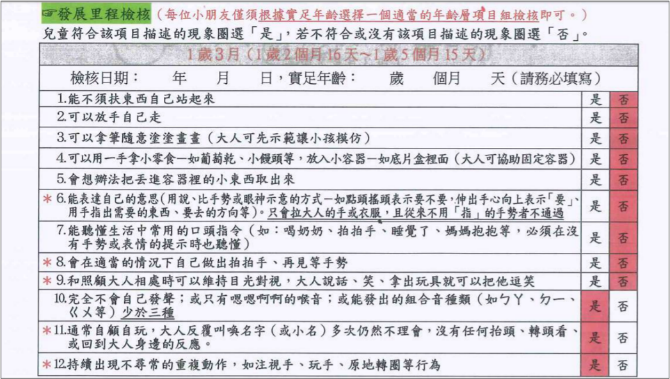 ☞發展里程檢核（每位小朋友僅須根據實足年齡選擇一個適當的年齡層項目組檢核即可。）
兒童符合該項目描述的現象圈選「是」，若不符合或沒有該項目描述的現象圈選「否」。
1歲3月（1歲2個月16天～1歲5個月15天）
檢核日期： 年 月 日，實足年齡： 歲 個月 天（請務必填寫）
1.能不須扶東西自己站起來 是 否
2.可以放手自己走 是 否
3.可以拿筆隨意塗塗畫畫（大人可先示範讓小孩模仿） 是 否
4.可以用一手拿小零食—如葡萄乾、小饅頭等，放入小容器—如底片盒裡面（大人可協助固定容器） 是 否
5.會想辦法把丟進容器裡的小東西取出來 是 否
＊6.能表達自己的意思(用說、比手勢或眼神示意的方式—如點頭搖頭表示要不要，伸出手心向上表示「要」、
用手指出需要的東西、要去的方向等）。只會拉大人的手或衣服，且從來不用「指」的手勢者不通過 是 否
7.能聽懂生活中常用的口頭指令（如：喝奶奶、拍拍手、睡覺了、媽媽抱抱等，必須在沒
有手勢或表情的提示時也聽懂） 是 否
＊8.會在適當的情況下自己做出拍拍手、再見等手勢 是 否
＊9.和照顧大人相處時可以維持目光對視，大人說話、笑、拿出玩具就可以把他逗笑 是 否
10.完全不會自己發聲；或只有嗯嗯啊啊的喉音；或能發出的組合音種類（如ㄅㄚ、ㄉㄧ、
ㄍㄨ等）少於三種 是 否
＊11.通常自顧自玩，大人反覆叫喚名字（或小名）多次仍然不理會，沒有任何抬頭、轉頭看、
或回到大人身邊的反應。 是 否
＊12.持續出現不尋常的重複動作，如注視手、玩手、原地轉圈等行為 是 否